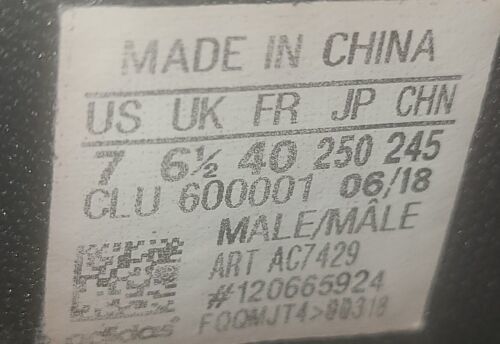 MADE IN CHINA
US UK FR JP CHN
7 6½ 40 250 245
CLU 600001 06/18
MALE/MÂLE
ART AC7429
#120665924
adidas